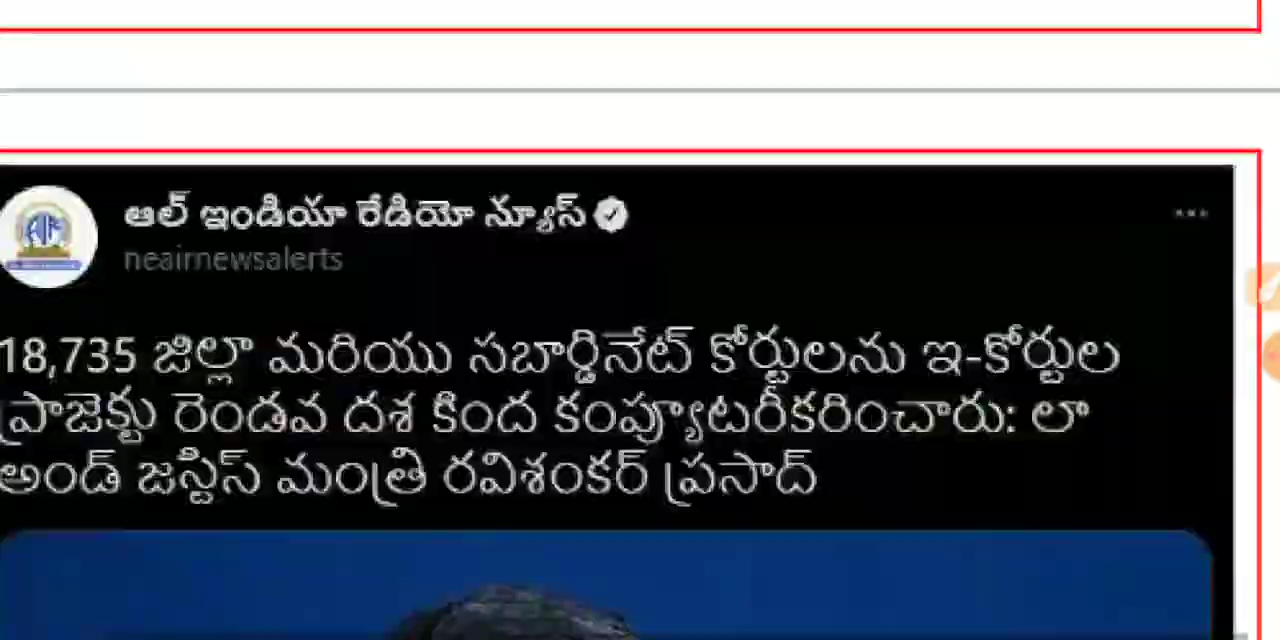 ఆల్ ఇండియా రేడియో న్యూస్
neairnewsalerts
18,735 జిల్లా మరియు సబార్డినేట్ కోర్టులను ఇ-కోర్టుల
ప్రాజెక్టు రెండవ దశ కింద కంప్యూటరీకరించారు: లా
అండ్ జస్టిస్ మంత్రి రవిశంకర్ ప్రసాద్